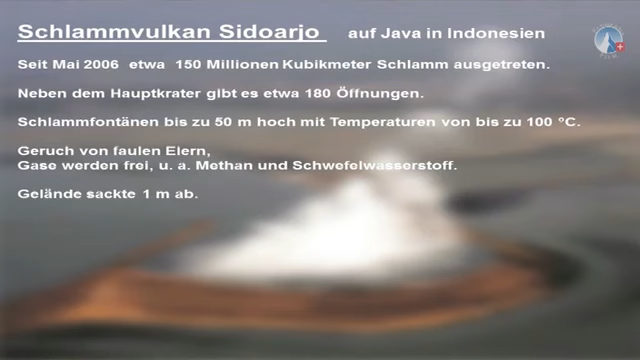 Schlammvulkan Sidoarjo auf Java in Indonesien
Seit Mai 2006 etwa 150 Millionen Kubikmeter Schlamm ausgetreten.
Neben dem Hauptkrater gibt es etwa 180 Öffnungen.
Schlammfontänen bis zu 50 m hoch mit Temperaturen von bis zu 100 °C.
Geruch von faulen Eiern,
Gase werden frei, u. a. Methan und Schwefelwasserstoff.
Gelände sackte 1 m ab.